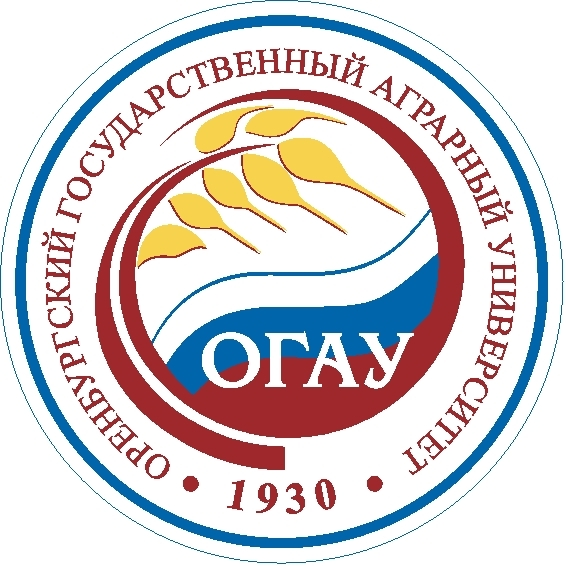 ОРЕНБУРГСКИЙ ГОСУДАРСТВЕННЫЙ АГРАРНЫЙ УНИВЕРСИТЕТ
ОГАУ
• 1930 •